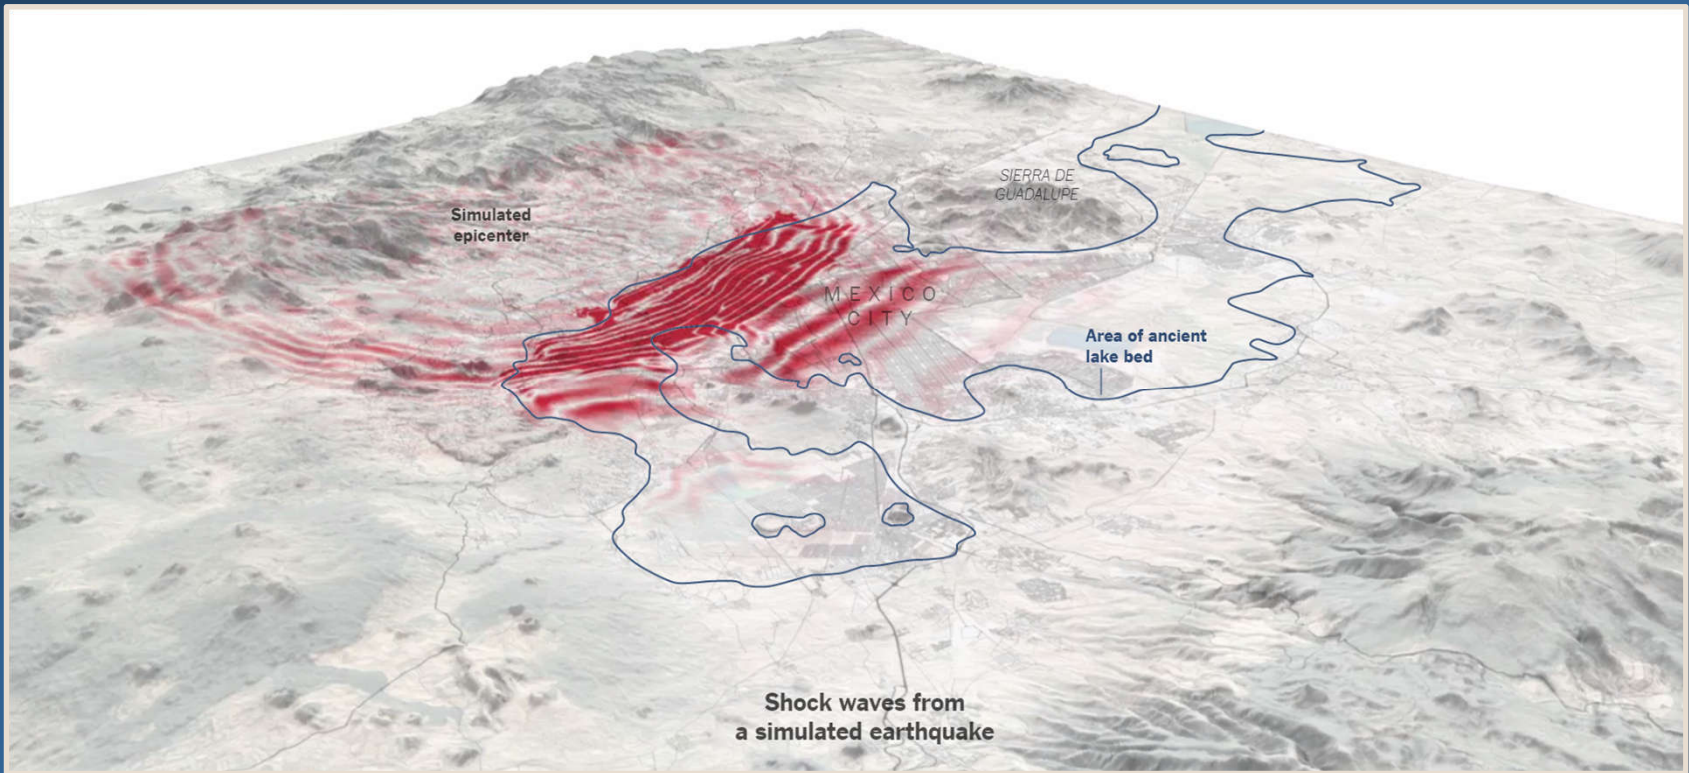 SIERRA DE
GUADALUPE
Simulated
epicenter
MEXICO
CITY
Area of ancient
lake bed
Shock waves from
a simulated earthquake